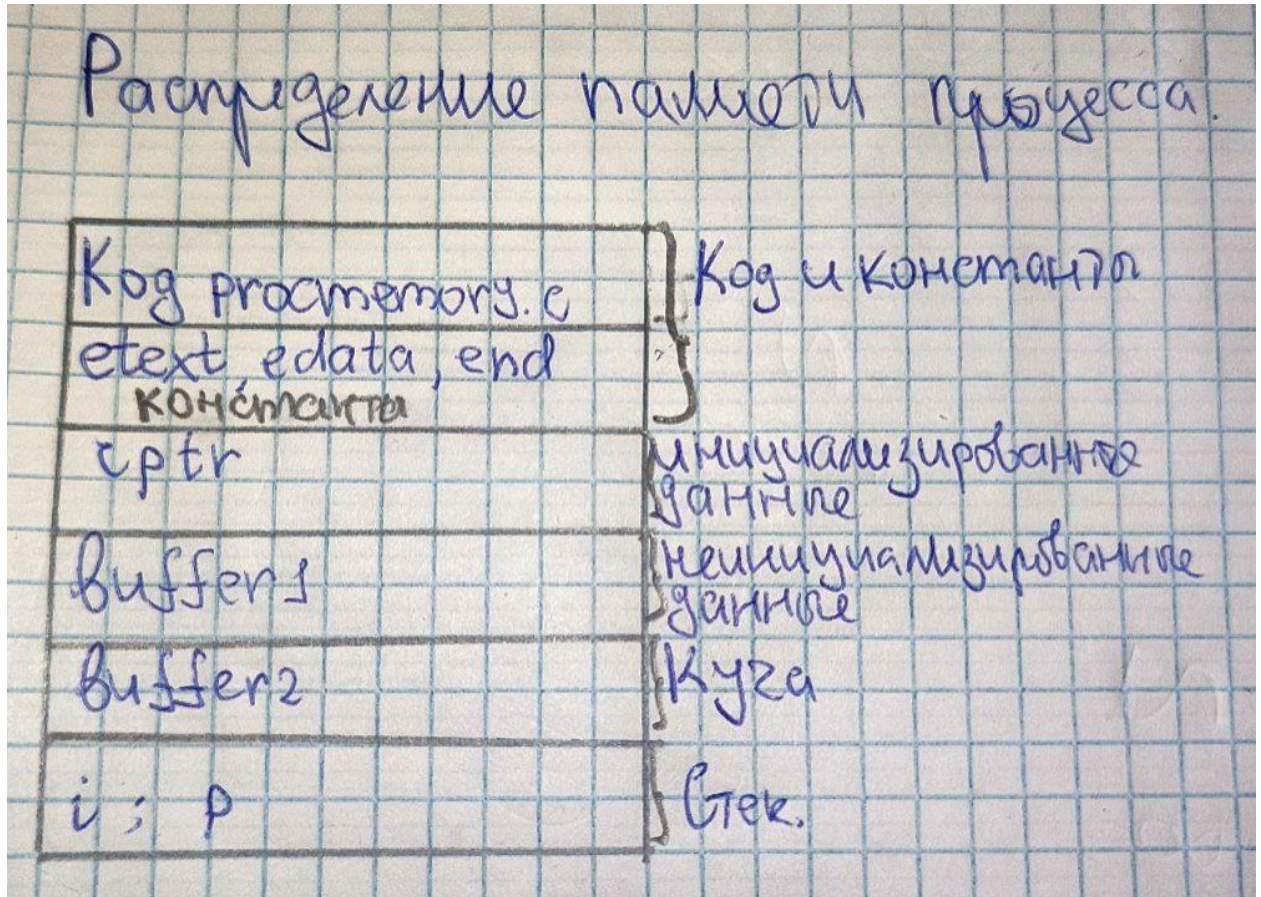 Распределение памяти процесса.
Код procmemory.c
Код и константы
etext, edata, end
константы
cptr
инициализированные
данные
buffer1
неинициализированные
данные
buffer2
Куча
i ; p
Стек.